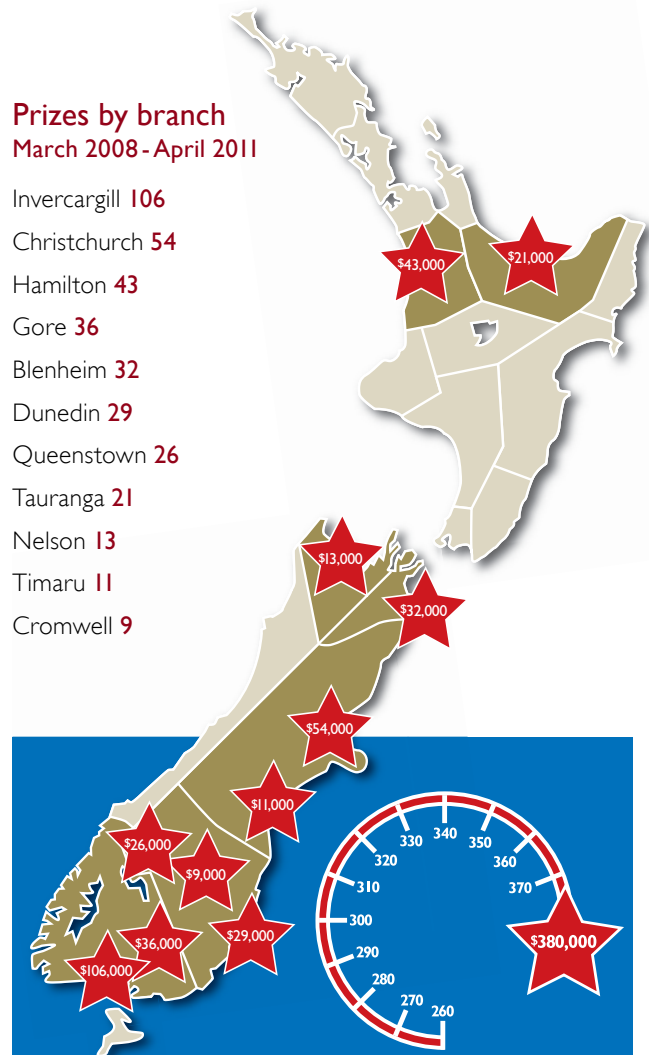 Prizes by branch
March 2008 - April 2011
Invercargill 106
Christchurch 54
Hamilton 43
Gore 36
Blenheim 32
Dunedin 29
Queenstown 26
Tauranga 21
Nelson 13
Timaru 11
Cromwell 9
$43,000
$21,000
$13,000
$32,000
$54,000
$11,000
$26,000
$9,000
$36,000
$29,000
$106,000
340
330
350
320
360
310
370
300
$380,000
290
280
270
260